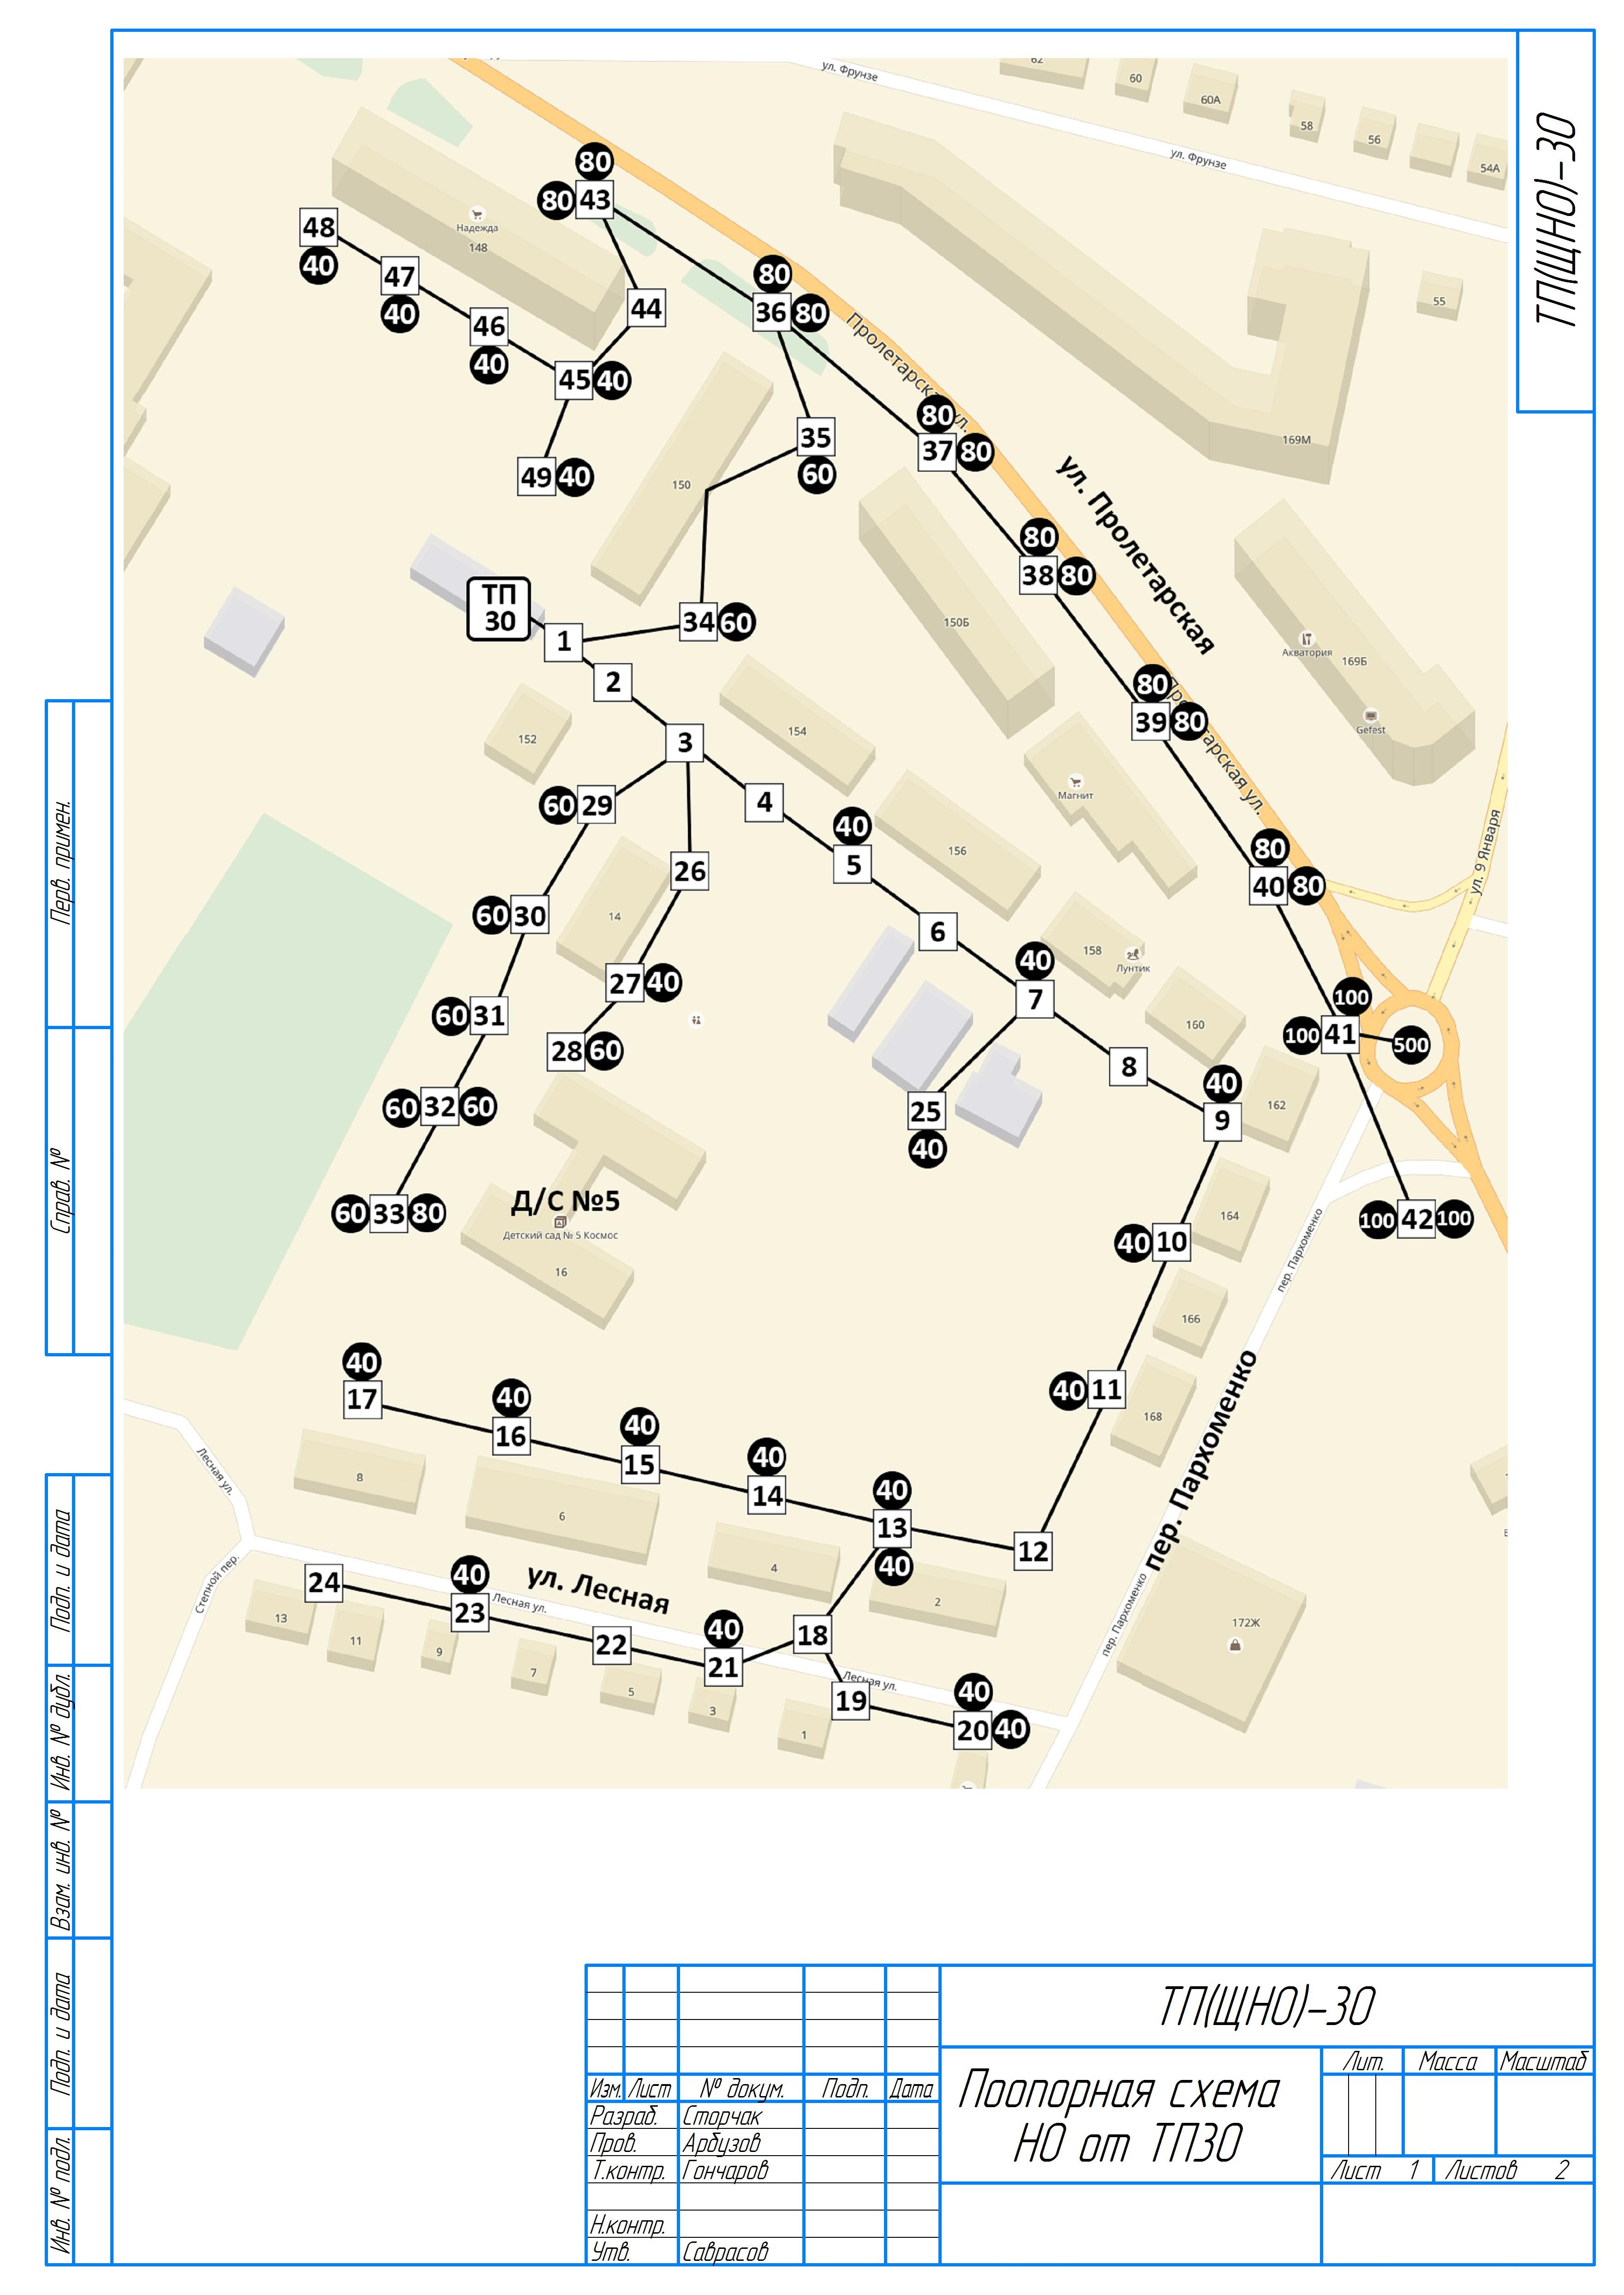 ТП(ЩНО)-30
ул. Фрунзе
62
60
60А
58
56
54А
ул. Фрунзе
80
80 43
48
40
Надежда
148
47
40
44
80
36 80
55
46
40
45 40
Пролетарская ул.
80
37 80
169М
35
60
49 40
150
ул. Пролетарская
80
38 80
ТП
30
1
34 60
150Б
Акватория
169Б
2
80
39 80
Gefest
152
3
154
Пролетарская ул.
Магнит
60 29
4
40
5
156
80
40 80
ул. 9 Января
26
60 30
14
6
158
Лунтик
40
7
27 40
60 31
160
100
100 41 500
28 60
8
40
9
162
60 32 60
25
40
Д/С №5
Детский сад № 5 Космос
16
60 33 80
164
100 42 100
40 10
пер. Пархоменко
166
40
17
40 11
168
пер. Пархоменко
40
16
40
15
40
14
40
13
40
12
8
6
4
2
Лесная ул.
Степной пер.
24
40
23
ул. Лесная
Лесная ул.
22
40
21
18
172Ж
пер. Пархоменко
13
11
9
7
5
3
1
Лесная ул.
19
40
20 40
Перв. примен.
Справ. №
Подп. и дата
Инв. № дубл.
Взам. инв. №
Подп. и дата
Инв. № подл.
ТП(ЩНО)-30
Изм. Лист № докум. Подп. Дата
Разраб. Сторчак
Пров. Арбузов
Т.контр. Гончаров
Н.контр.
Утв. Саврасов
Поопорная схема
НО от ТП30
Лит. Масса Масштаб
Лист 1 Листов 2